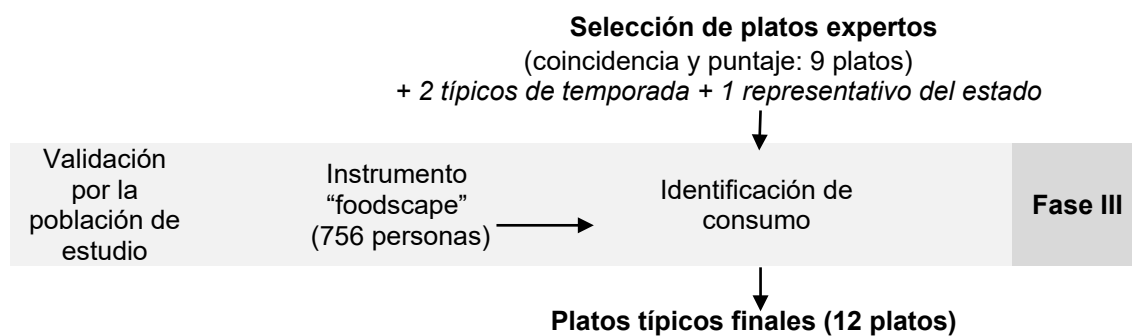 Selección de platos expertos
(coincidencia y puntaje: 9 platos)
+ 2 típicos de temporada + 1 representativo del estado
Validación
por la
población de
estudio
Instrumento
“foodscape”
(756 personas)
Identificación de
consumo
Fase III
Platos típicos finales (12 platos)